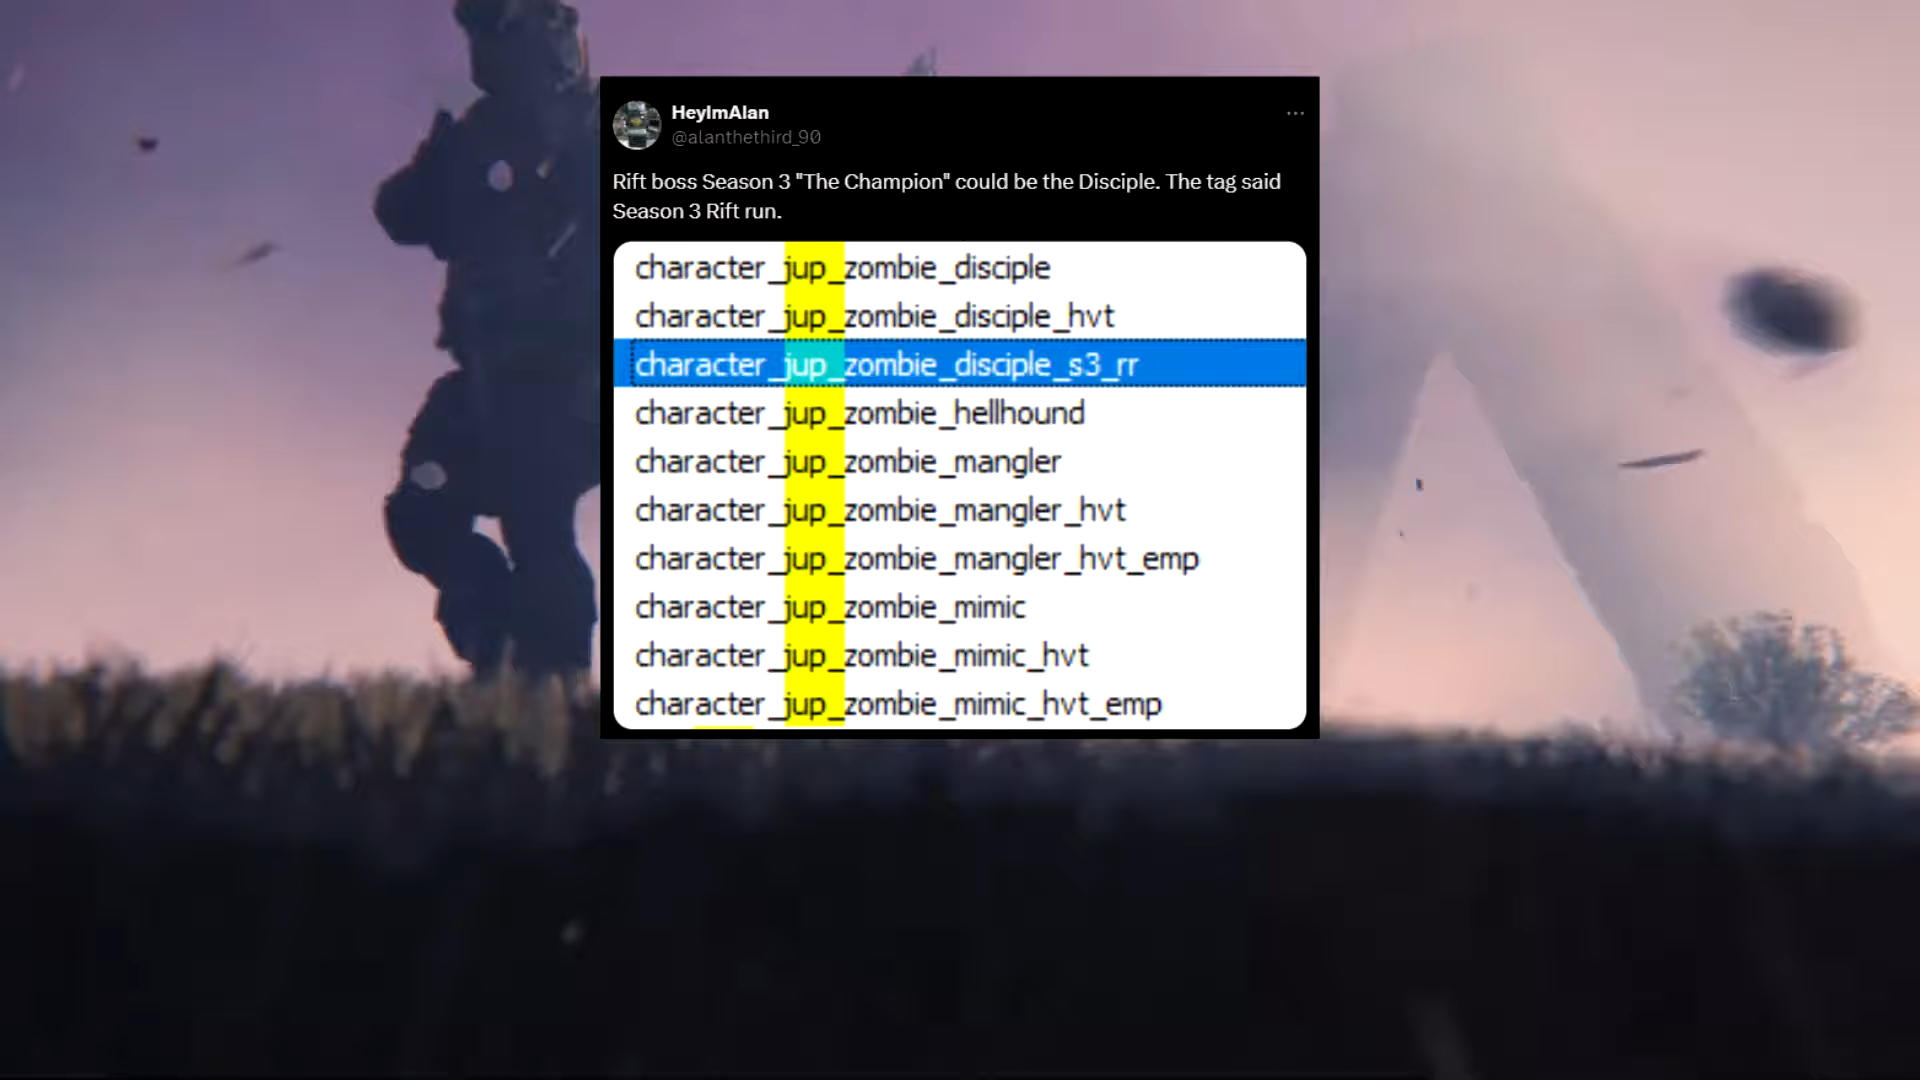 HeyImAlan
@alanthethird_90
Rift boss Season 3 "The Champion" could be the Disciple. The tag said
Season 3 Rift run.
character_jup_zombie_disciple
character_jup_zombie_disciple_hvt
character_jup_zombie_disciple_s3_rr
character_jup_zombie_hellhound
character_jup_zombie_mangler
character_jup_zombie_mangler_hvt
character_jup_zombie_mangler_hvt_emp
character_jup_zombie_mimic
character_jup_zombie_mimic_hvt
character_jup_zombie_mimic_hvt_emp